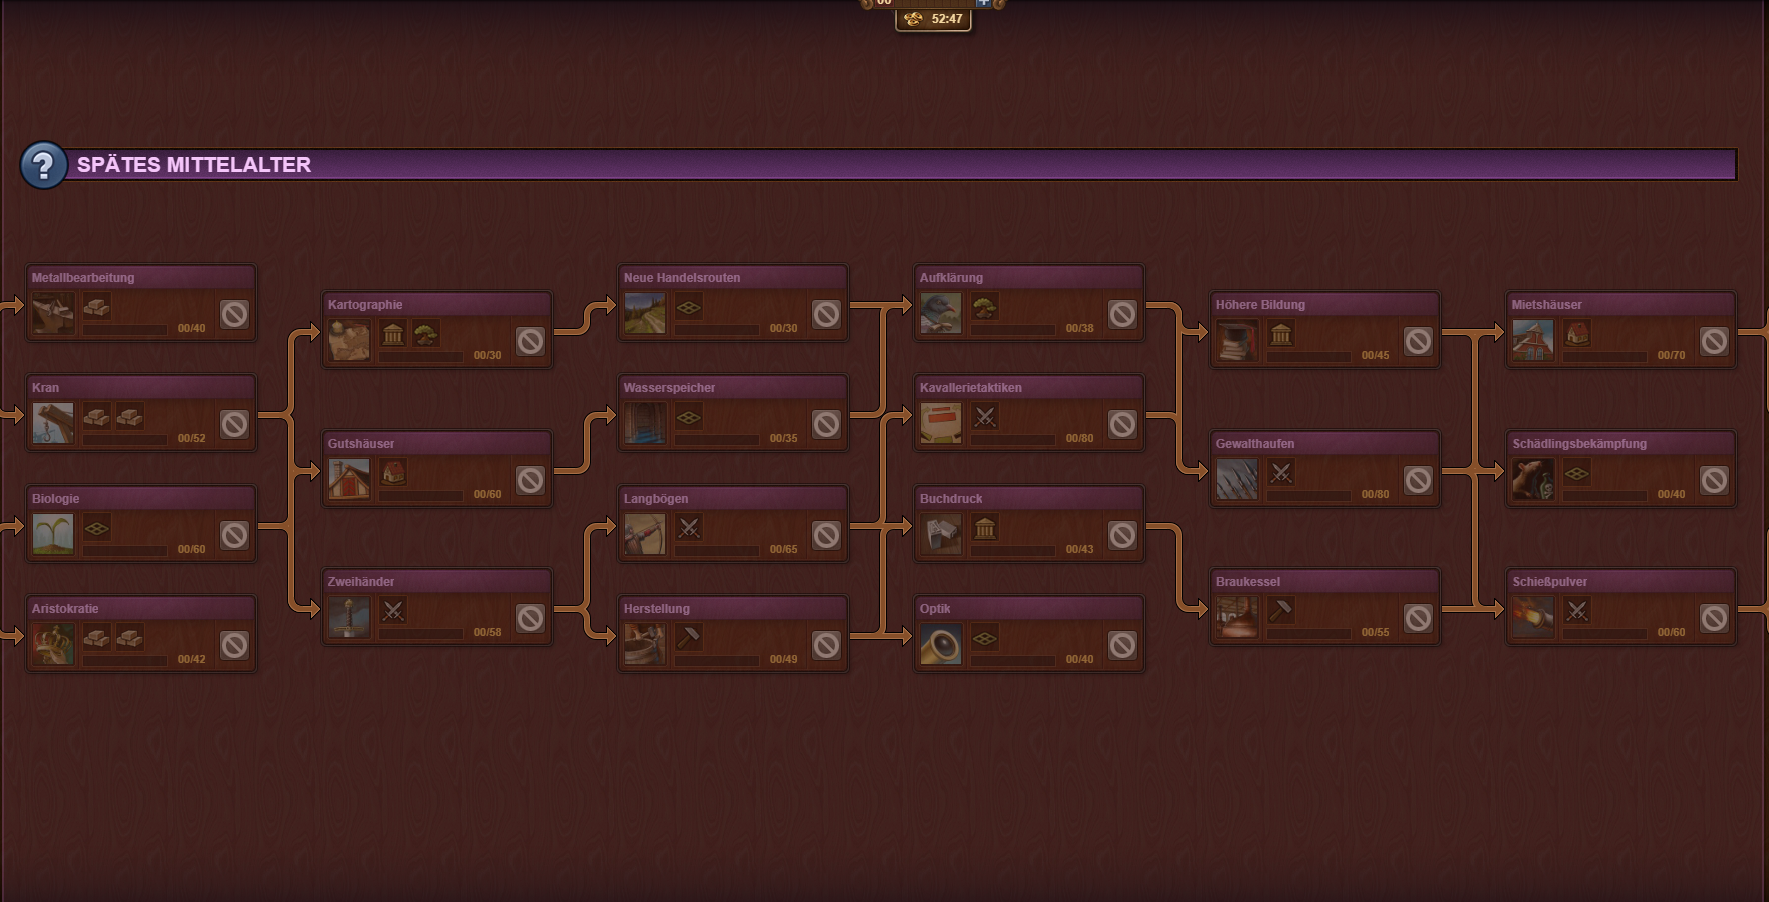 00
52:47
SPÄTES MITTELALTER
Metallbearbeitung
00/40
Kran
00/52
Biologie
00/60
Aristokratie
00/42
Kartographie
00/30
Gutshäuser
00/60
Zweihänder
00/58
Neue Handelsrouten
00/30
Wasserspeicher
00/35
Langbögen
00/65
Herstellung
00/49
Aufklärung
00/38
Kavallerietaktiken
00/80
Buchdruck
00/43
Optik
00/40
Höhere Bildung
00/45
Gewalthaufen
00/80
Braukessel
00/55
Mietshäuser
00/70
Schädlingsbekämpfung
00/40
Schießpulver
00/60